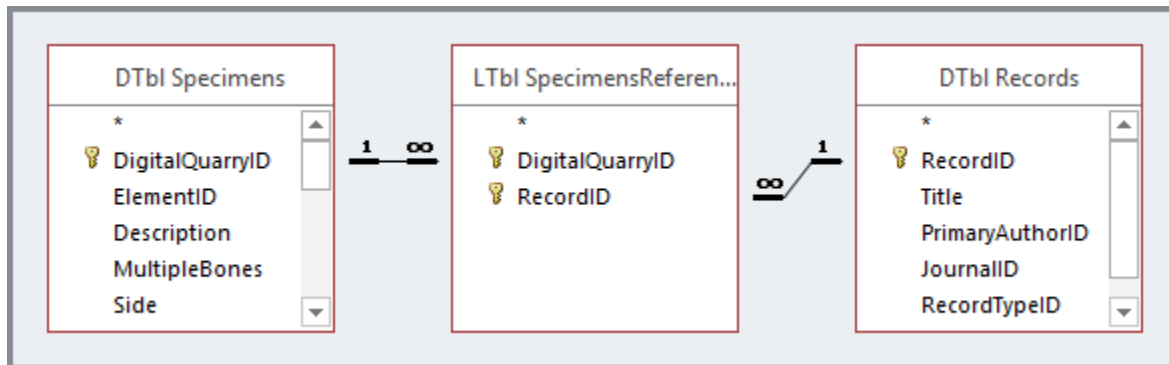 DTbl Specimens
*
DigitalQuarryID
ElementID
Description
MultipleBones
Side
1 ∞
LTbl SpecimensReferen...
*
DigitalQuarryID
RecordID
∞ 1
DTbl Records
*
RecordID
Title
PrimaryAuthorID
JournalID
RecordTypeID